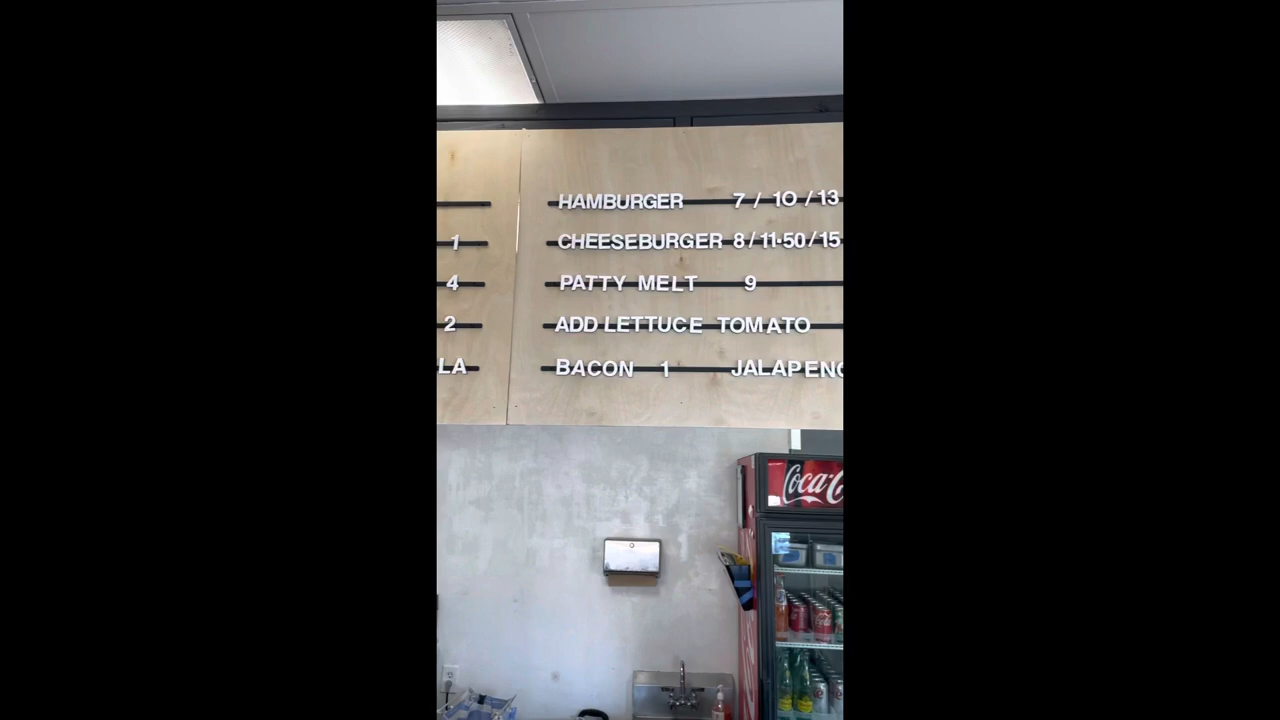 HAMBURGER 7 / 10 / 13
1
CHEESEBURGER 8 / 11.50 / 15
4
PATTY MELT 9
2
ADD LETTUCE TOMATO
LA
BACON 1 JALAPENO
Coca-C